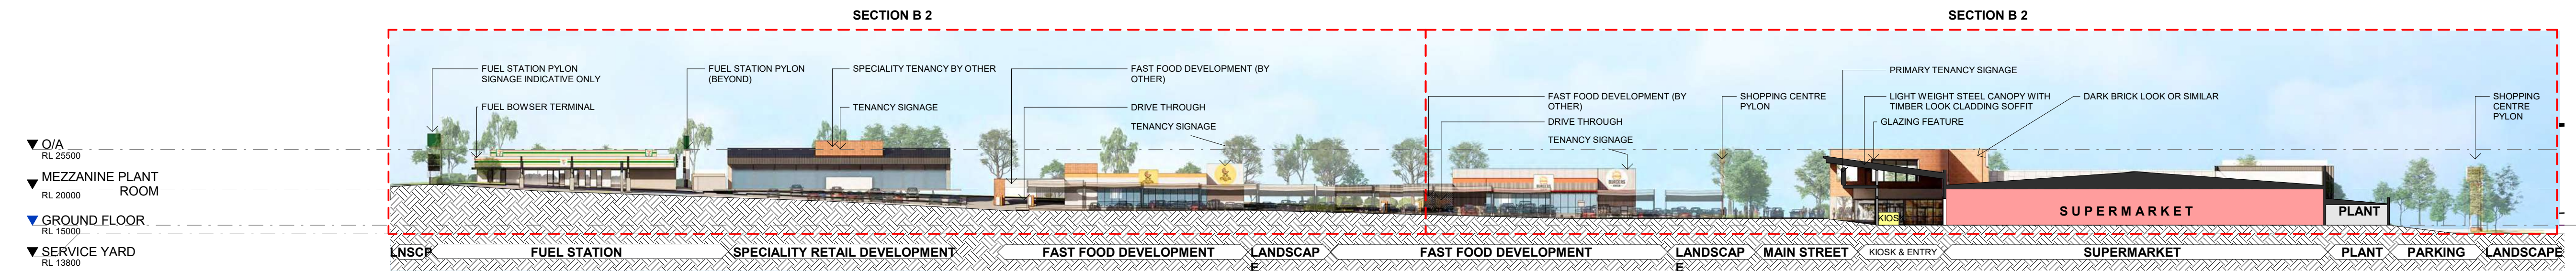 SECTION B 2
SECTION B 2
FUEL STATION PYLON
SIGNAGE INDICATIVE ONLY
FUEL STATION PYLON
(BEYOND)
SPECIALITY TENANCY BY OTHER
FAST FOOD DEVELOPMENT (BY
OTHER)
FUEL BOWSER TERMINAL
TENANCY SIGNAGE
DRIVE THROUGH
TENANCY SIGNAGE
FAST FOOD DEVELOPMENT (BY
OTHER)
DRIVE THROUGH
TENANCY SIGNAGE
SHOPPING CENTRE
PYLON
PRIMARY TENANCY SIGNAGE
LIGHT WEIGHT STEEL CANOPY WITH
TIMBER LOOK CLADDING SOFFIT
GLAZING FEATURE
DARK BRICK LOOK OR SIMILAR
SHOPPING
CENTRE
PYLON
O/A
RL 25500
MEZZANINE PLANT
ROOM
RL 20000
GROUND FLOOR
RL 15000
SERVICE YARD
RL 13800
BURGERS
BURGERS
KIOS
SUPERMARKET
PLANT
LNSCP
FUEL STATION
SPECIALITY RETAIL DEVELOPMENT
FAST FOOD DEVELOPMENT
LANDSCAP
E
FAST FOOD DEVELOPMENT
LANDSCAP
E
MAIN STREET
KIOSK & ENTRY
SUPERMARKET
PLANT
PARKING
LANDSCAPE